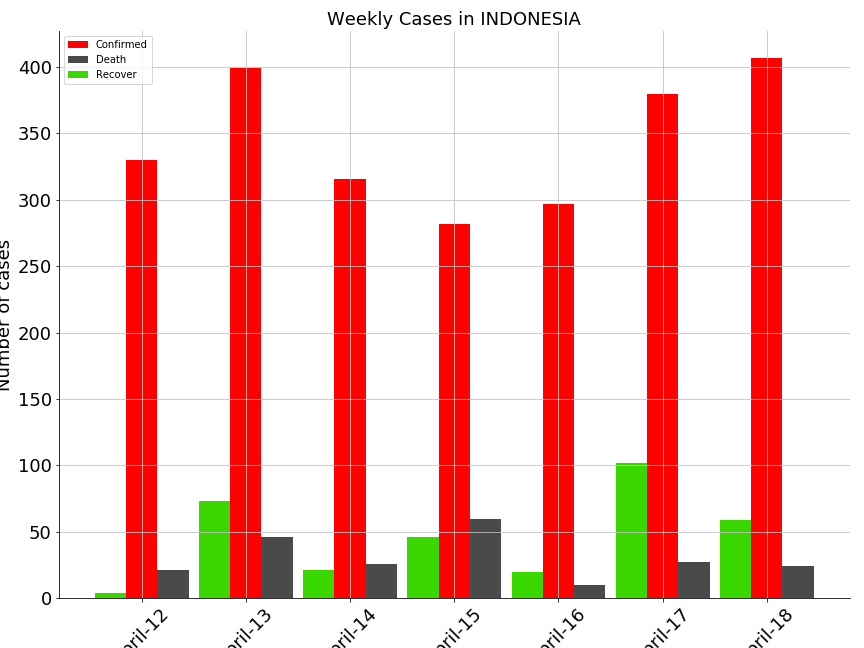 Weekly Cases in INDONESIA
Confirmed
Death
Recover
Number of cases
400
350
300
250
200
150
100
50
0
pril-12
pril-13
pril-14
pril-15
pril-16
pril-17
pril-18